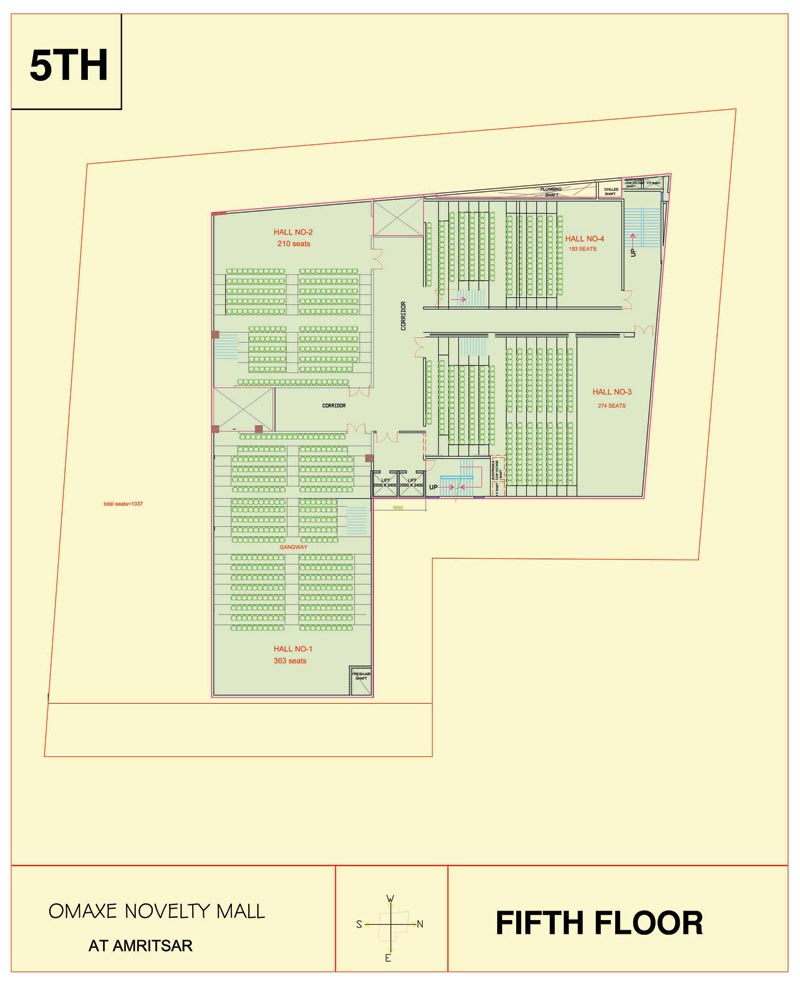 5TH
PLUMBING
SHAFT
CHILLED
SHAFT
HALL NO-2
210 seats
HALL NO-4
183 SEATS
UP
CORRIDOR
HALL NO-3
274 SEATS
CORRIDOR
LIFT
2500 X 2400
LIFT
2500 X 2400
UP
total seats=1037
GANGWAY
HALL NO-1
363 seats
FRESH AIR
SHAFT
OMAXE NOVELTY MALL
AT AMRITSAR
W
S
N
E
FIFTH FLOOR